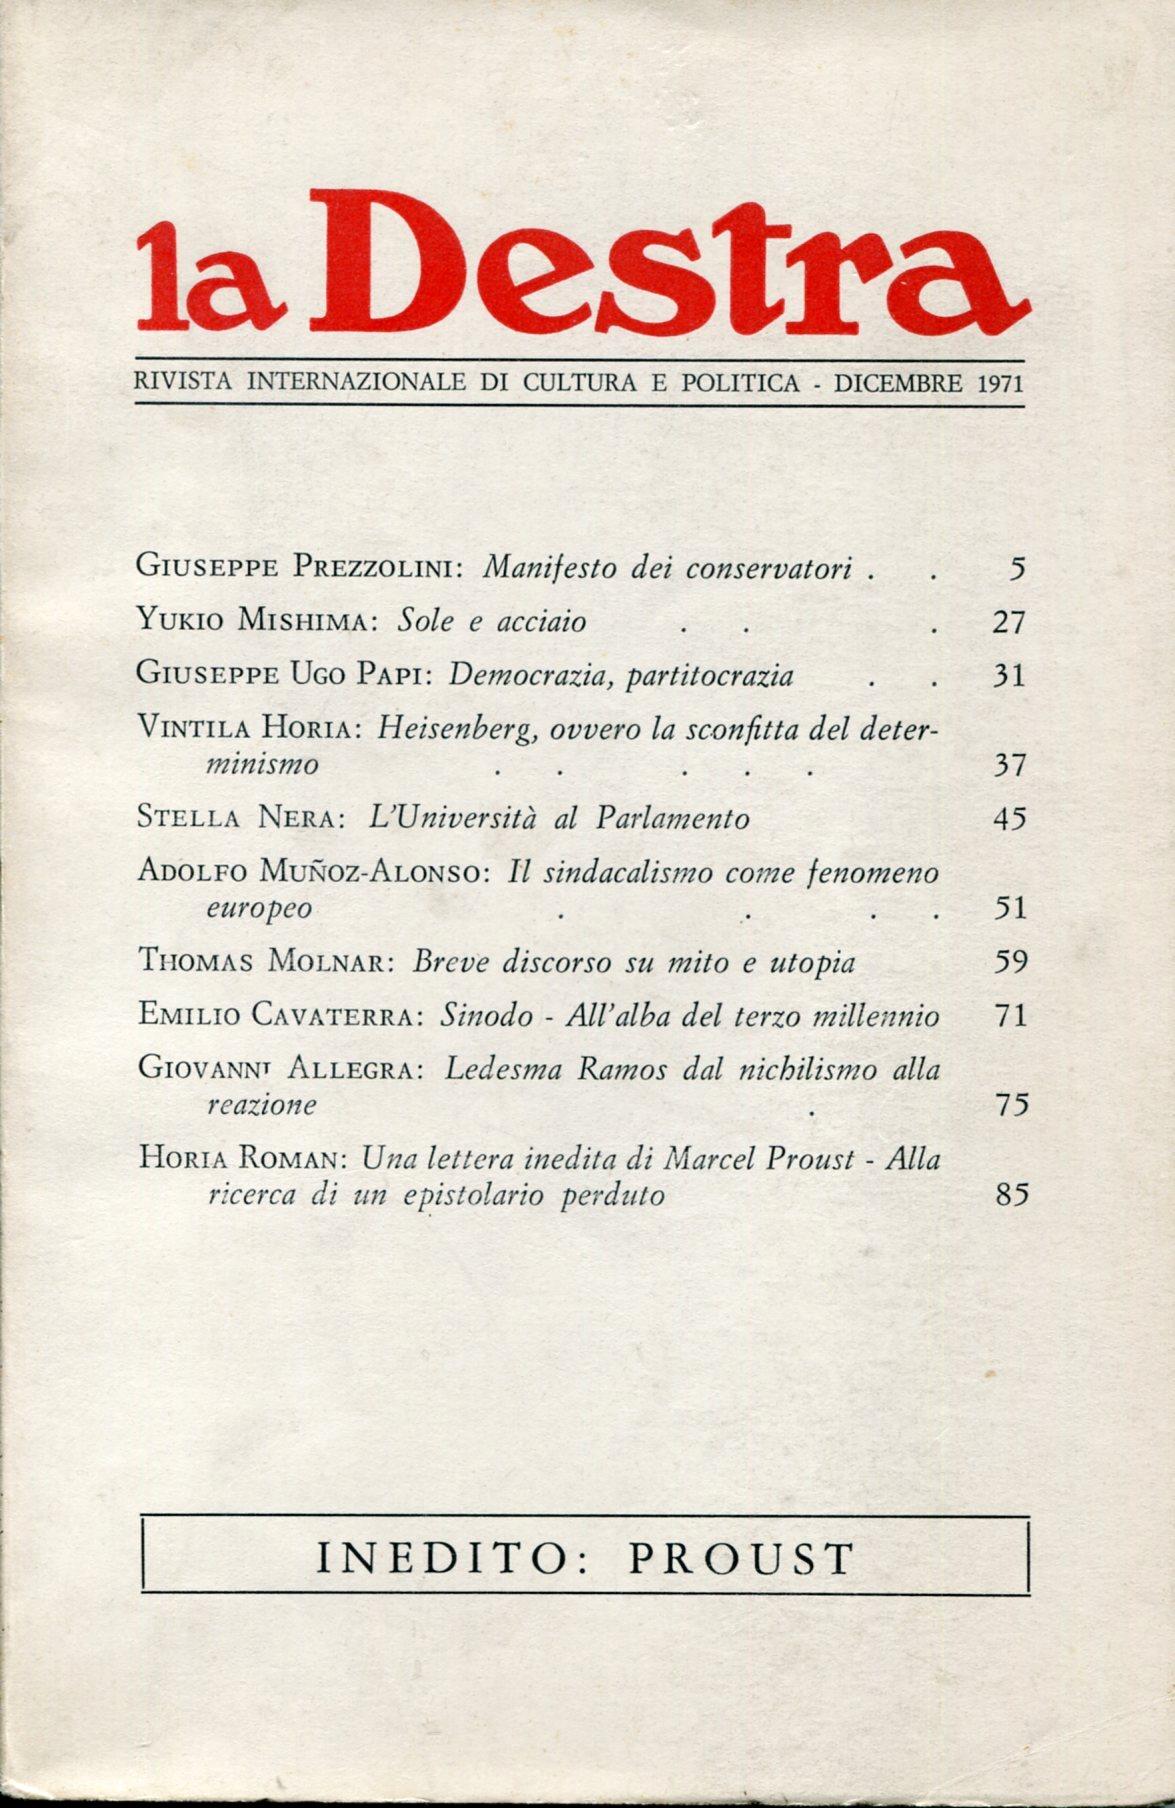 la Destra
RIVISTA INTERNAZIONALE DI CULTURA E POLITICA - DICEMBRE 1971
GIUSEPPE PREZZOLINI: Manifesto dei conservatori . . 5
YUKIO MISHIMA: Sole e acciaio . . . 27
GIUSEPPE UGO PAPI: Democrazia, partitocrazia . . 31
VINTILA HORIA: Heisenberg, ovvero la sconfitta del deter-
minismo . . . . . 37
STELLA NERA: L'Università al Parlamento 45
ADOLFO MUÑOZ-ALONSO: Il sindacalismo come fenomeno
europeo . . . . 51
THOMAS MOLNAR: Breve discorso su mito e utopia 59
EMILIO CAVATERRA: Sinodo - All'alba del terzo millennio 71
GIOVANNI ALLEGRA: Ledesma Ramos dal nichilismo alla
reazione . 75
HORIA ROMAN: Una lettera inedita di Marcel Proust - Alla
ricerca di un epistolario perduto 85
INEDITO: PROUST